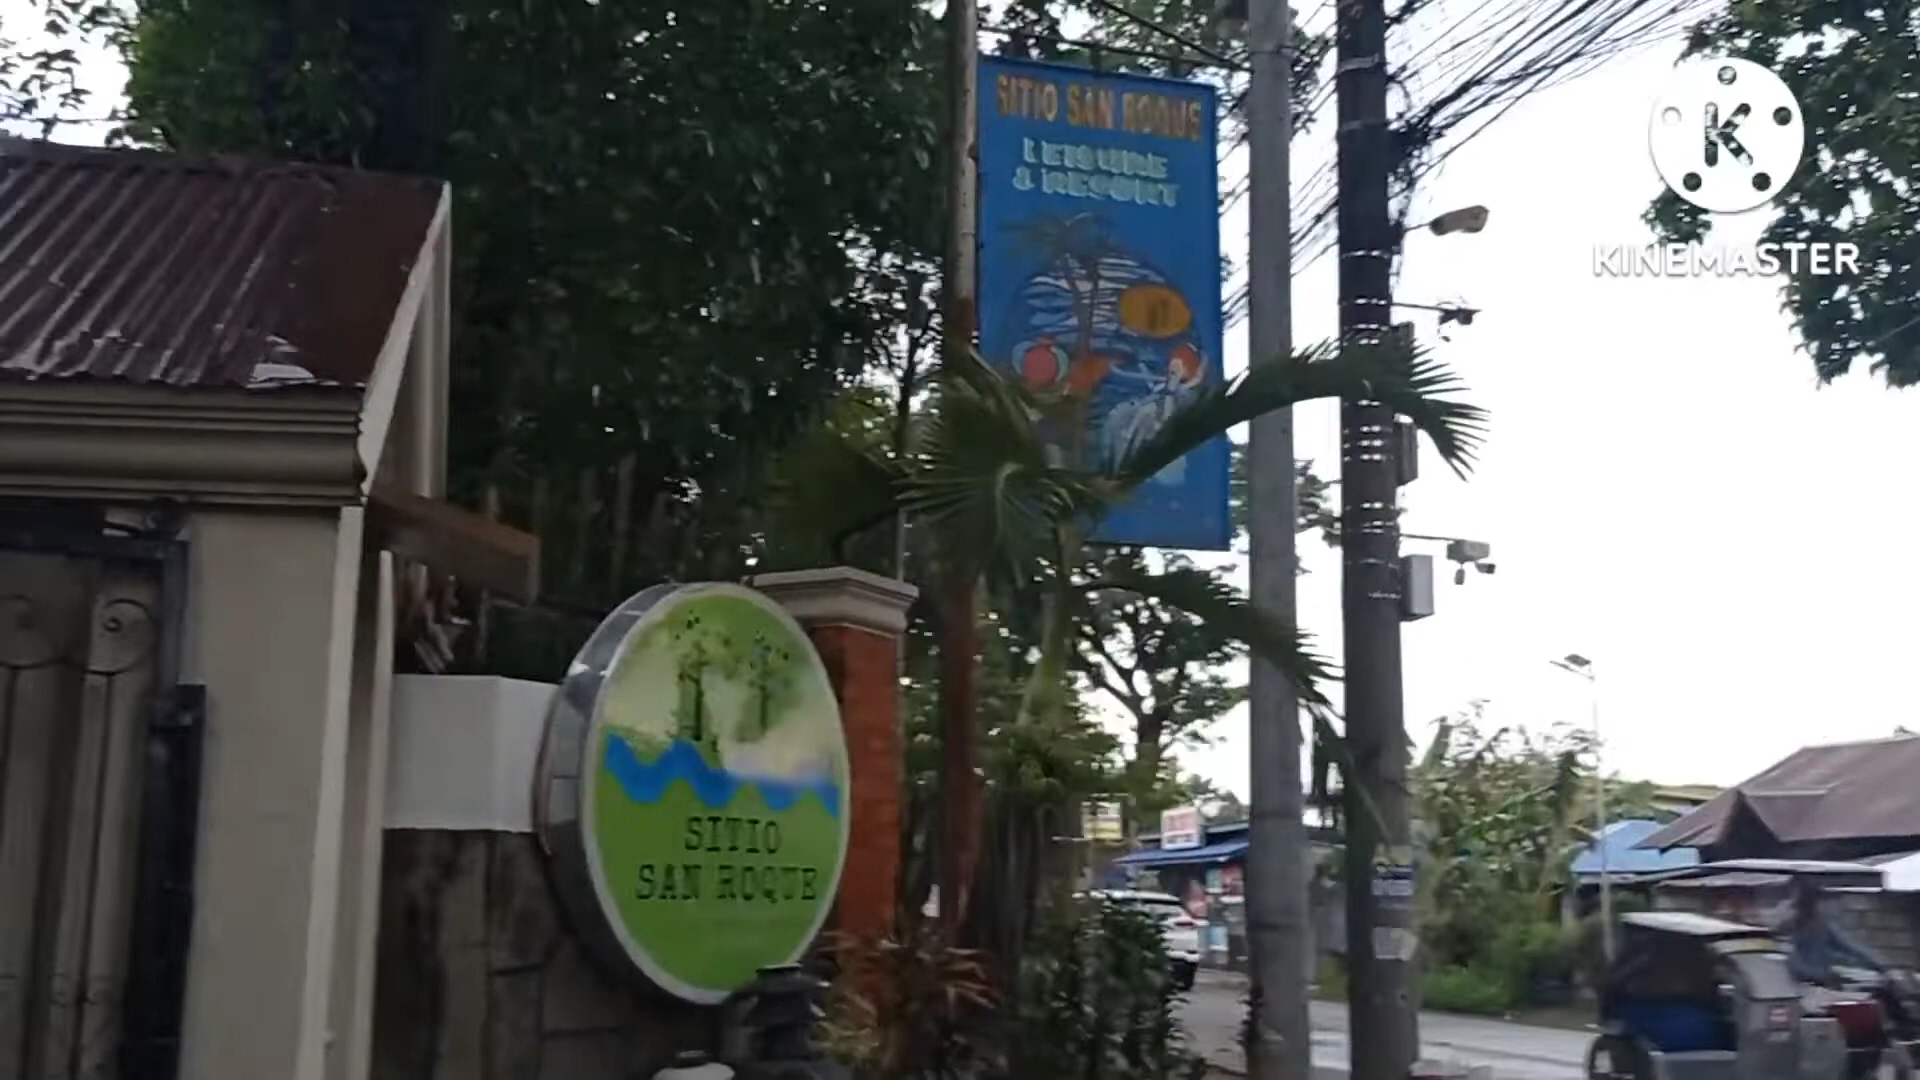 SITIO SAN ROQUE
LEISURE
& RESORT
K
KINEMASTER
SITIO
SAN ROQUE